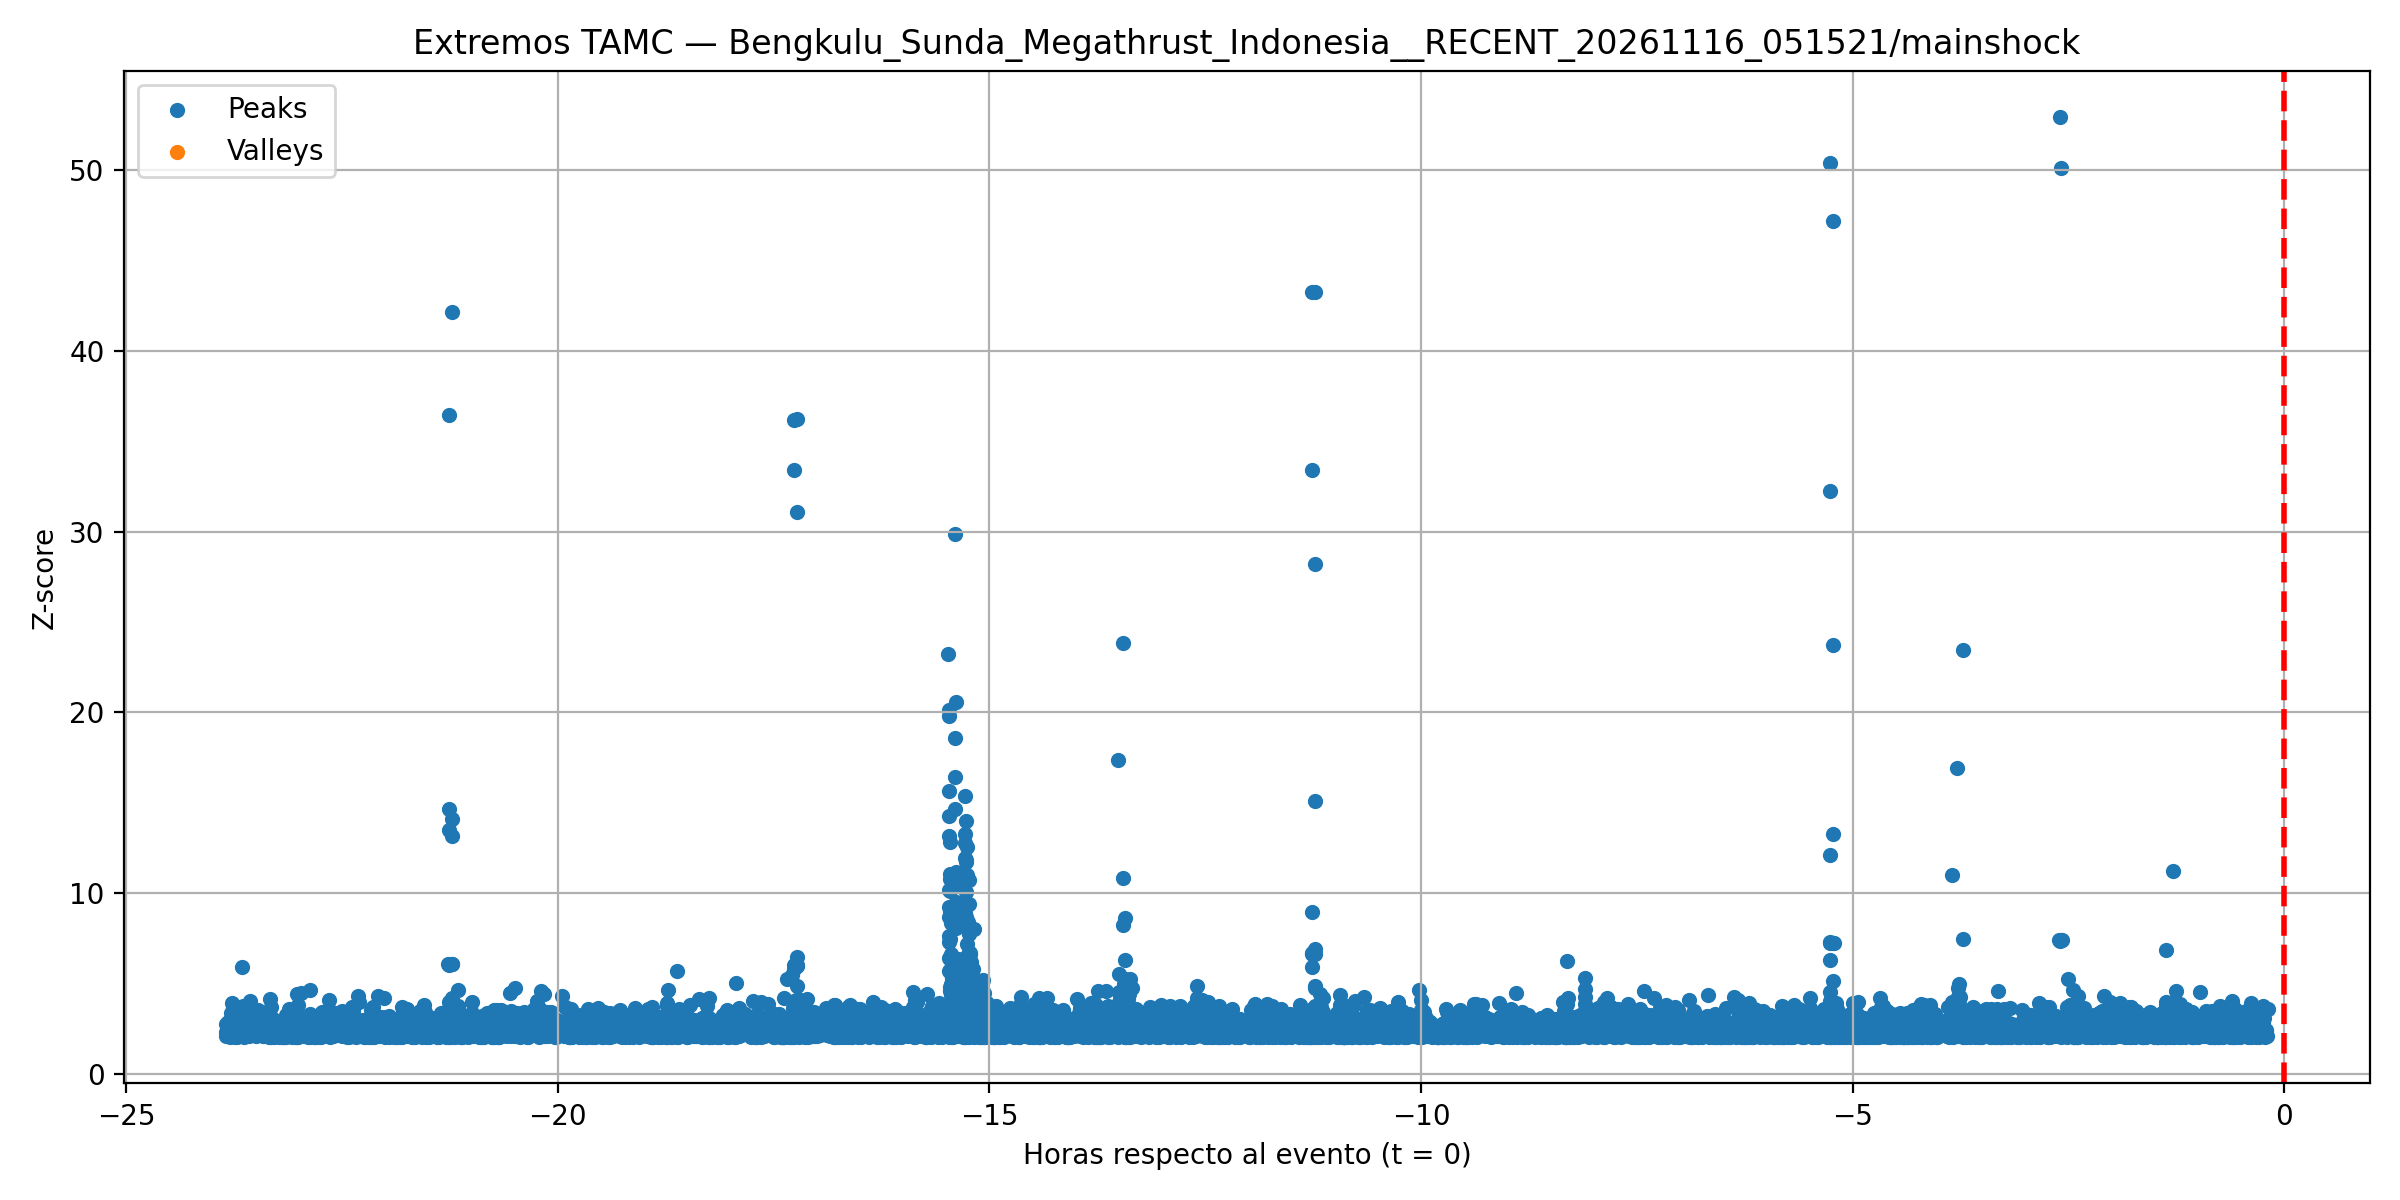 Extremos TAMC — Bengkulu_Sunda_Megathrust_Indonesia__RECENT_20261116_051521/mainshock
Peaks
Valleys
50
40
30
20
10
0
Z-score
−25 −20 −15 −10 −5 0
Horas respecto al evento (t = 0)